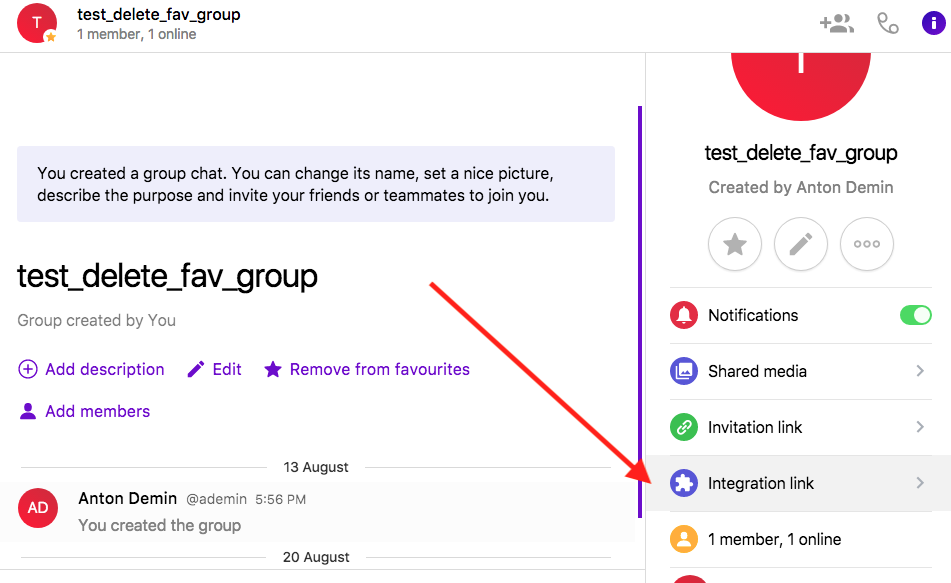 T
test_delete_fav_group
1 member, 1 online
You created a group chat. You can change its name, set a nice picture,
describe the purpose and invite your friends or teammates to join you.
test_delete_fav_group
Group created by You
Add description
Edit
Remove from favourites
Add members
13 August
AD
Anton Demin @ademin 5:56 PM
You created the group
20 August
T
test_delete_fav_group
Created by Anton Demin
Notifications
Shared media
Invitation link
Integration link
1 member, 1 online